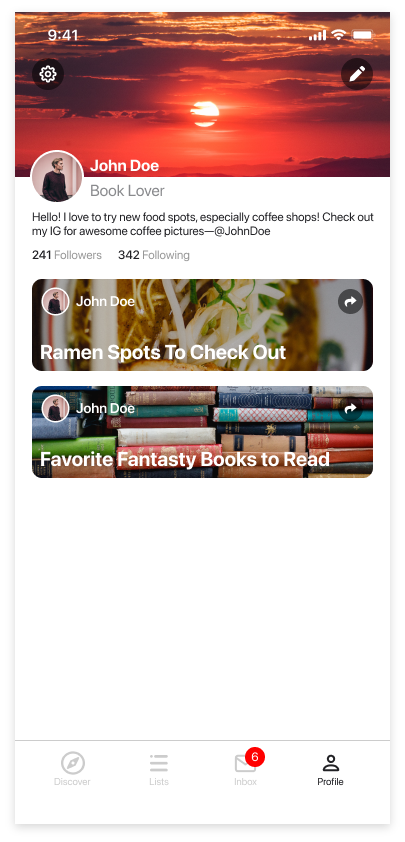 9:41
John Doe
Book Lover
Hello! I love to try new food spots, especially coffee shops! Check out
my IG for awesome coffee pictures—@JohnDoe
241 Followers 342 Following
John Doe
Ramen Spots To Check Out
John Doe
Favorite Fantasty Books to Read
6
Discover Lists Inbox Profile